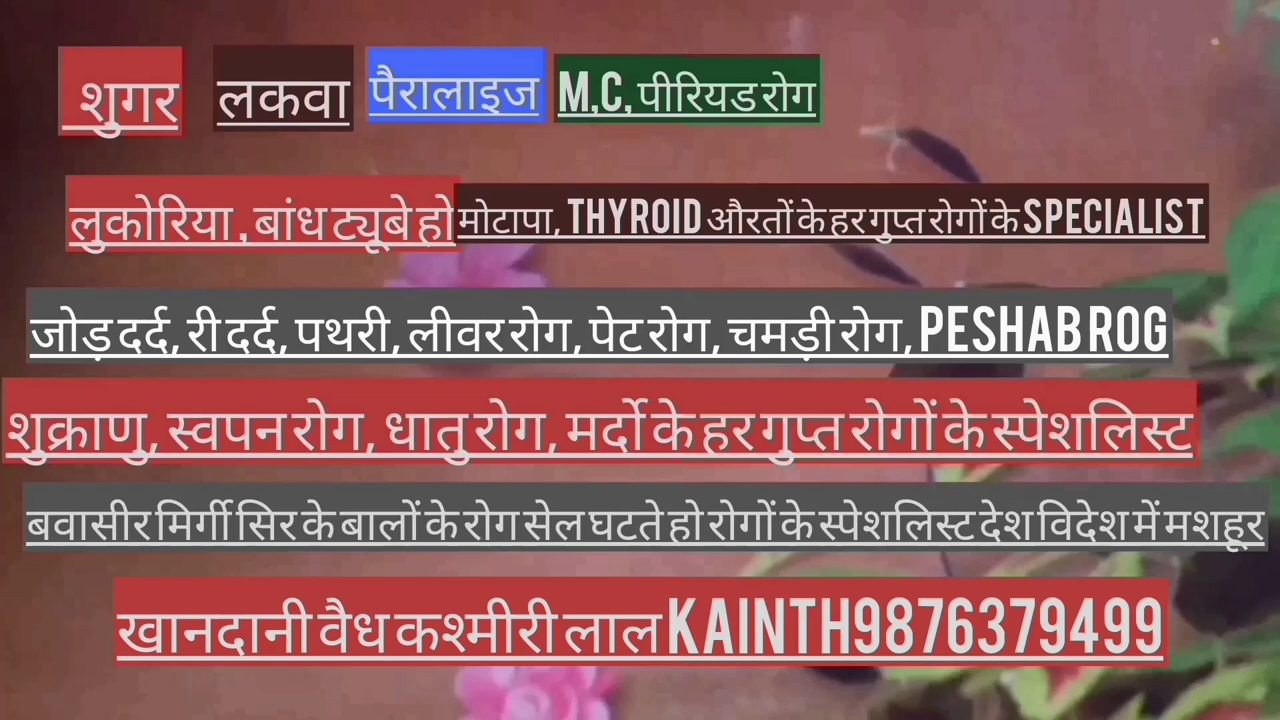 शुगर लकवा पैरालाइज M,C, पीरियड रोग
लुकोरिया , बांध ट्यूबे हो मोटापा, THYROID औरतों के हर गुप्त रोगों के SPECIALIST
जोड़ दर्द, री दर्द, पथरी, लीवर रोग, पेट रोग, चमड़ी रोग, PESHAB ROG
शुक्राणु, स्वपन रोग, धातु रोग, मर्दो के हर गुप्त रोगों के स्पेशलिस्ट
बवासीर मिर्गी सिर के बालों के रोग सेल घटते हो रोगों के स्पेशलिस्ट देश विदेश में मशहूर
खानदानी वैध कश्मीरी लाल KAINTH9876379499